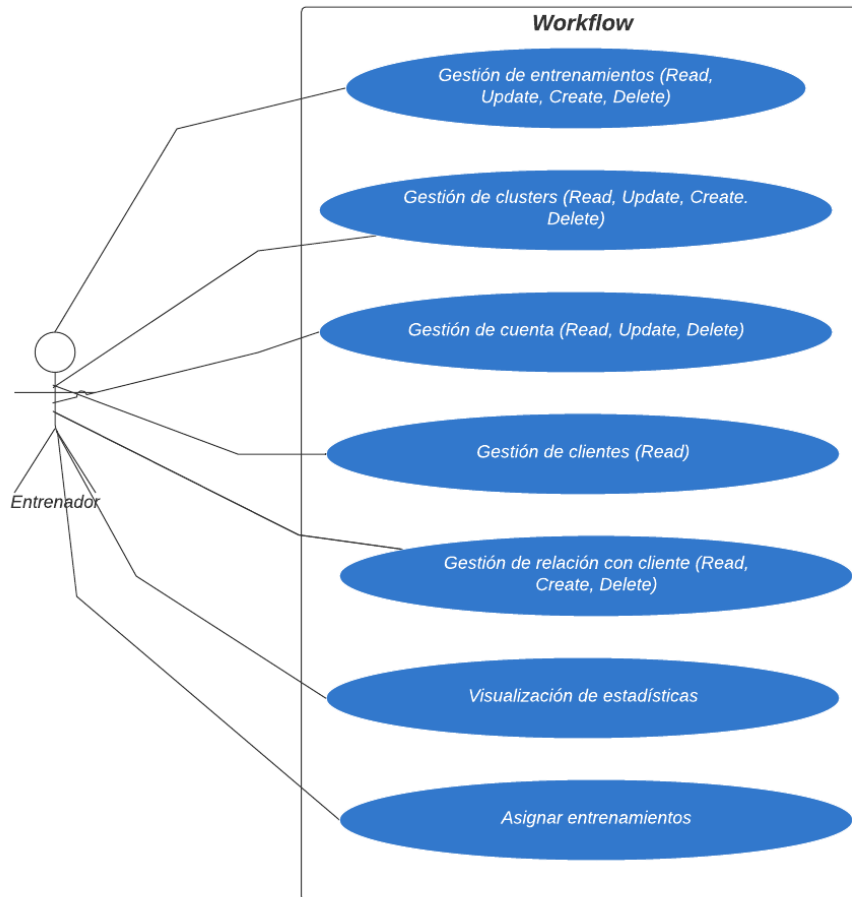 Workflow
Gestión de entrenamientos (Read,
Update, Create, Delete)
Gestión de clusters (Read, Update, Create.
Delete)
Gestión de cuenta (Read, Update, Delete)
Gestión de clientes (Read)
Entrenador
Gestión de relación con cliente (Read,
Create, Delete)
Visualización de estadísticas
Asignar entrenamientos